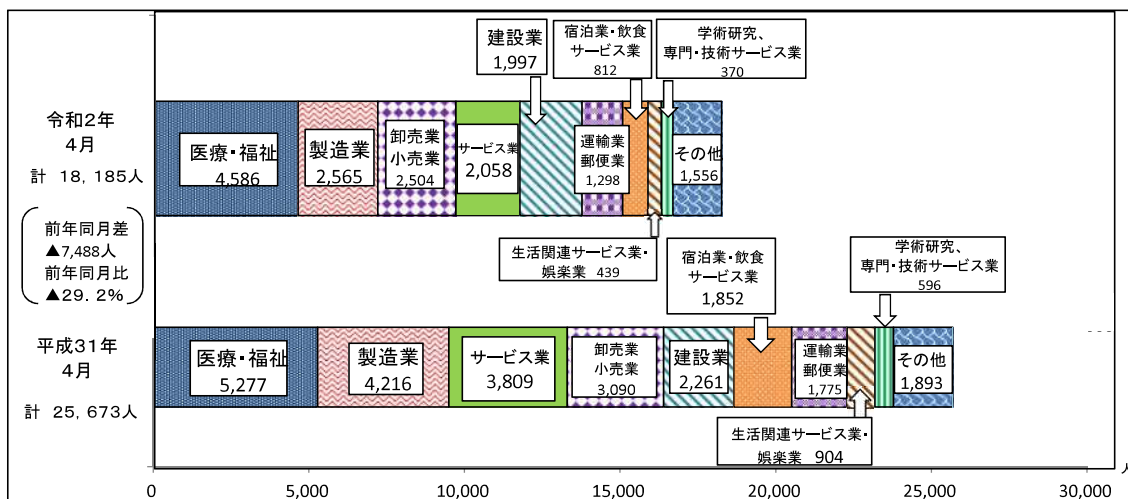 建設業
1,997
宿泊業・飲食
サービス業
812
学術研究、
専門・技術サービス業
370
令和2年
4月
計 18,185人
医療・福祉
4,586
製造業
2,565
卸売業
小売業
2,504
サービス業
2,058
運輸業
郵便業
1,298
その他
1,556
生活関連サービス業・
娯楽業 439
前年同月差
▲7,488人
前年同月比
▲29.2%
宿泊業・飲食
サービス業
1,852
学術研究、
専門・技術サービス業
596
平成31年
4月
計 25,673人
医療・福祉
5,277
製造業
4,216
サービス業
3,809
卸売業
小売業
3,090
建設業
2,261
運輸業
郵便業
1,775
その他
1,893
生活関連サービス業・
娯楽業 904
0 5,000 10,000 15,000 20,000 25,000 30,000
人